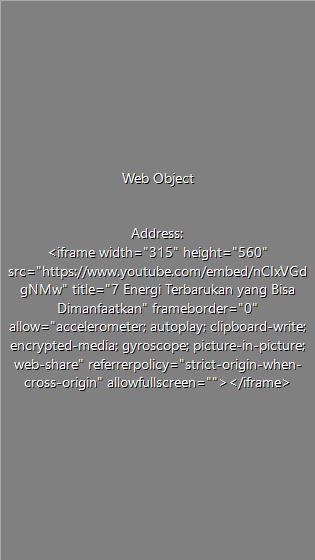 Web Object
Address:
<iframe width="315" height="560"
src="https://www.youtube.com/embed/nCIxVGd
gNMw" title="7 Energi Terbarukan yang Bisa
Dimanfaatkan" frameborder="0"
allow="accelerometer; autoplay; clipboard-write;
encrypted-media; gyroscope; picture-in-picture;
web-share" referrerpolicy="strict-origin-when-
cross-origin" allowfullscreen=""></iframe>